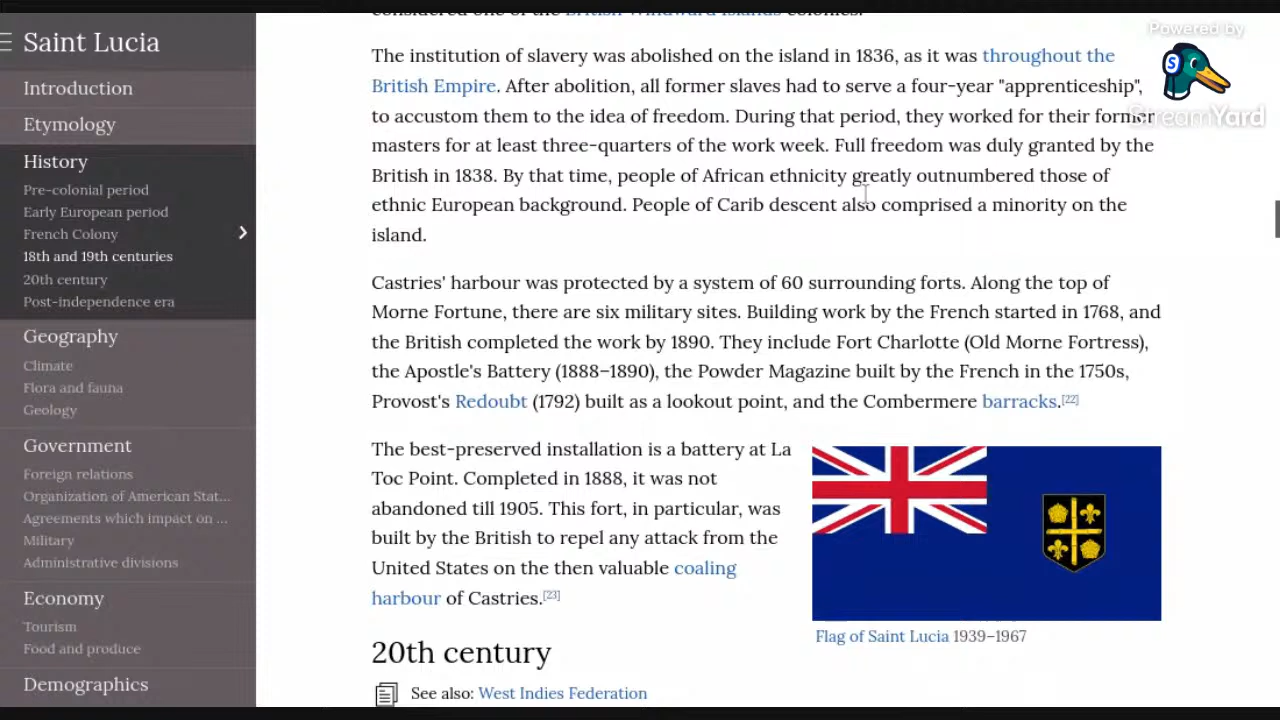 Powered by
StreamYard
Saint Lucia
Introduction
Etymology
History
Pre-colonial period
Early European period
French Colony
18th and 19th centuries
20th century
Post-independence era
Geography
Climate
Flora and fauna
Geology
Government
Foreign relations
Organization of American Stat...
Agreements which impact on ...
Military
Administrative divisions
Economy
Tourism
Food and produce
Demographics
considered one of the British Windward Islands colonies.
The institution of slavery was abolished on the island in 1836, as it was throughout the
British Empire. After abolition, all former slaves had to serve a four-year "apprenticeship",
to accustom them to the idea of freedom. During that period, they worked for their former
masters for at least three-quarters of the work week. Full freedom was duly granted by the
British in 1838. By that time, people of African ethnicity greatly outnumbered those of
ethnic European background. People of Carib descent also comprised a minority on the
island.
Castries' harbour was protected by a system of 60 surrounding forts. Along the top of
Morne Fortune, there are six military sites. Building work by the French started in 1768, and
the British completed the work by 1890. They include Fort Charlotte (Old Morne Fortress),
the Apostle's Battery (1888–1890), the Powder Magazine built by the French in the 1750s,
Provost's Redoubt (1792) built as a lookout point, and the Combermere barracks.[22]
The best-preserved installation is a battery at La
Toc Point. Completed in 1888, it was not
abandoned till 1905. This fort, in particular, was
built by the British to repel any attack from the
United States on the then valuable coaling
harbour of Castries.[23]
Flag of Saint Lucia 1939–1967
20th century
See also: West Indies Federation